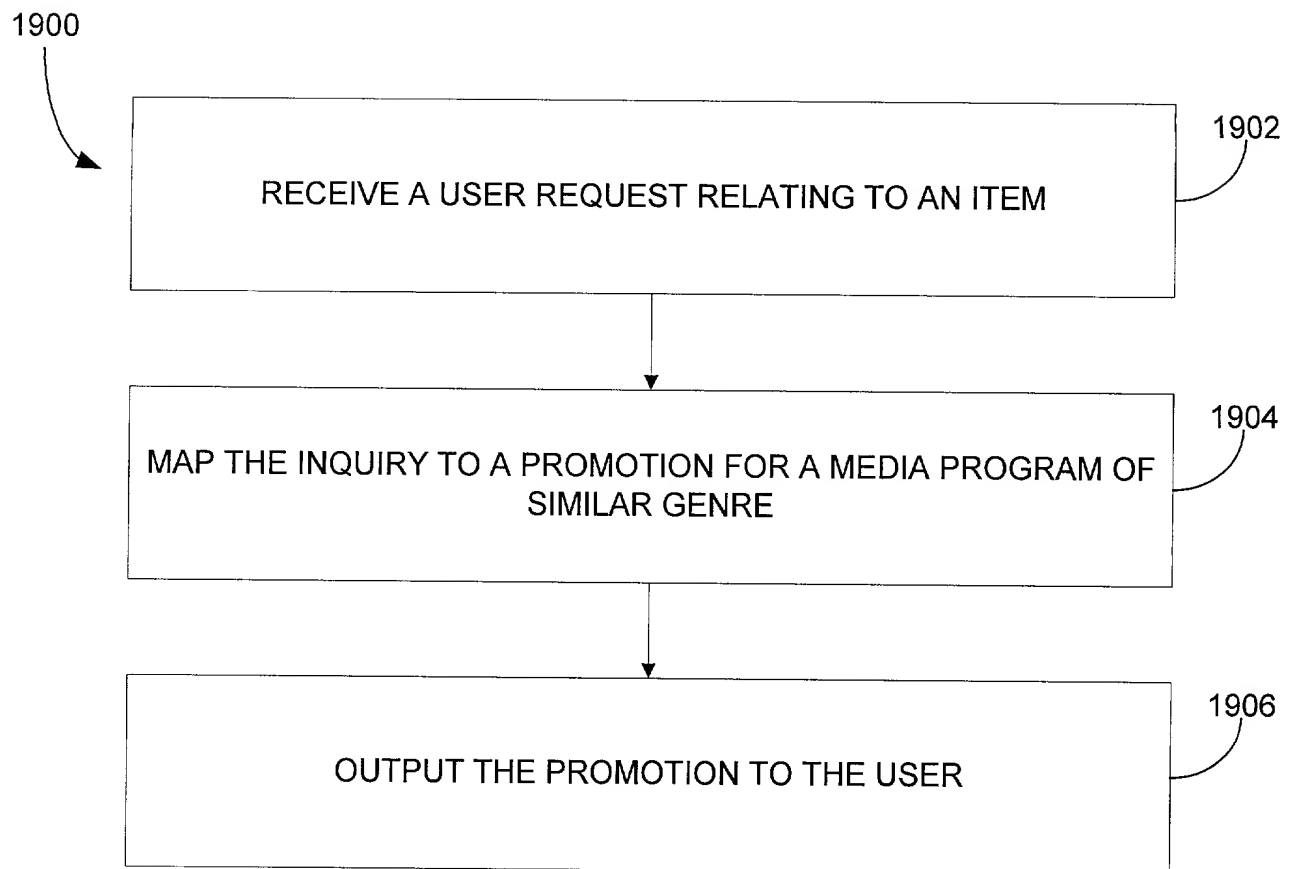 1900
1902
RECEIVE A USER REQUEST RELATING TO AN ITEM
1904
MAP THE INQUIRY TO A PROMOTION FOR A MEDIA PROGRAM OF
SIMILAR GENRE
1906
OUTPUT THE PROMOTION TO THE USER